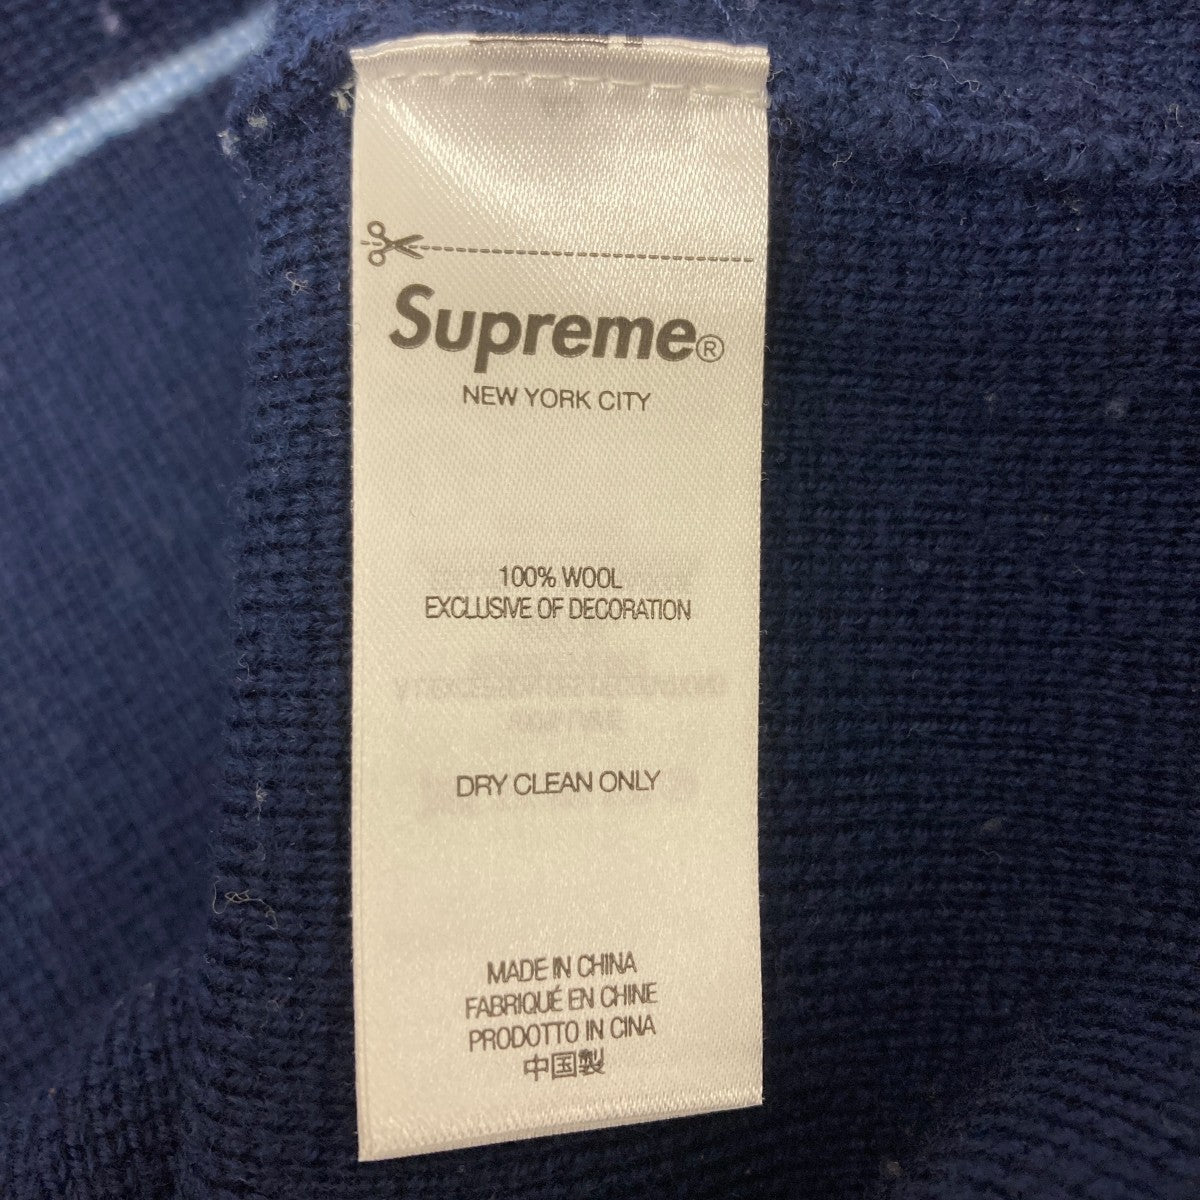 Supreme®
NEW YORK CITY
100% WOOL
EXCLUSIVE OF DECORATION
DRY CLEAN ONLY
MADE IN CHINA
FABRIQUÉ EN CHINE
PRODOTTO IN CINA
中国製